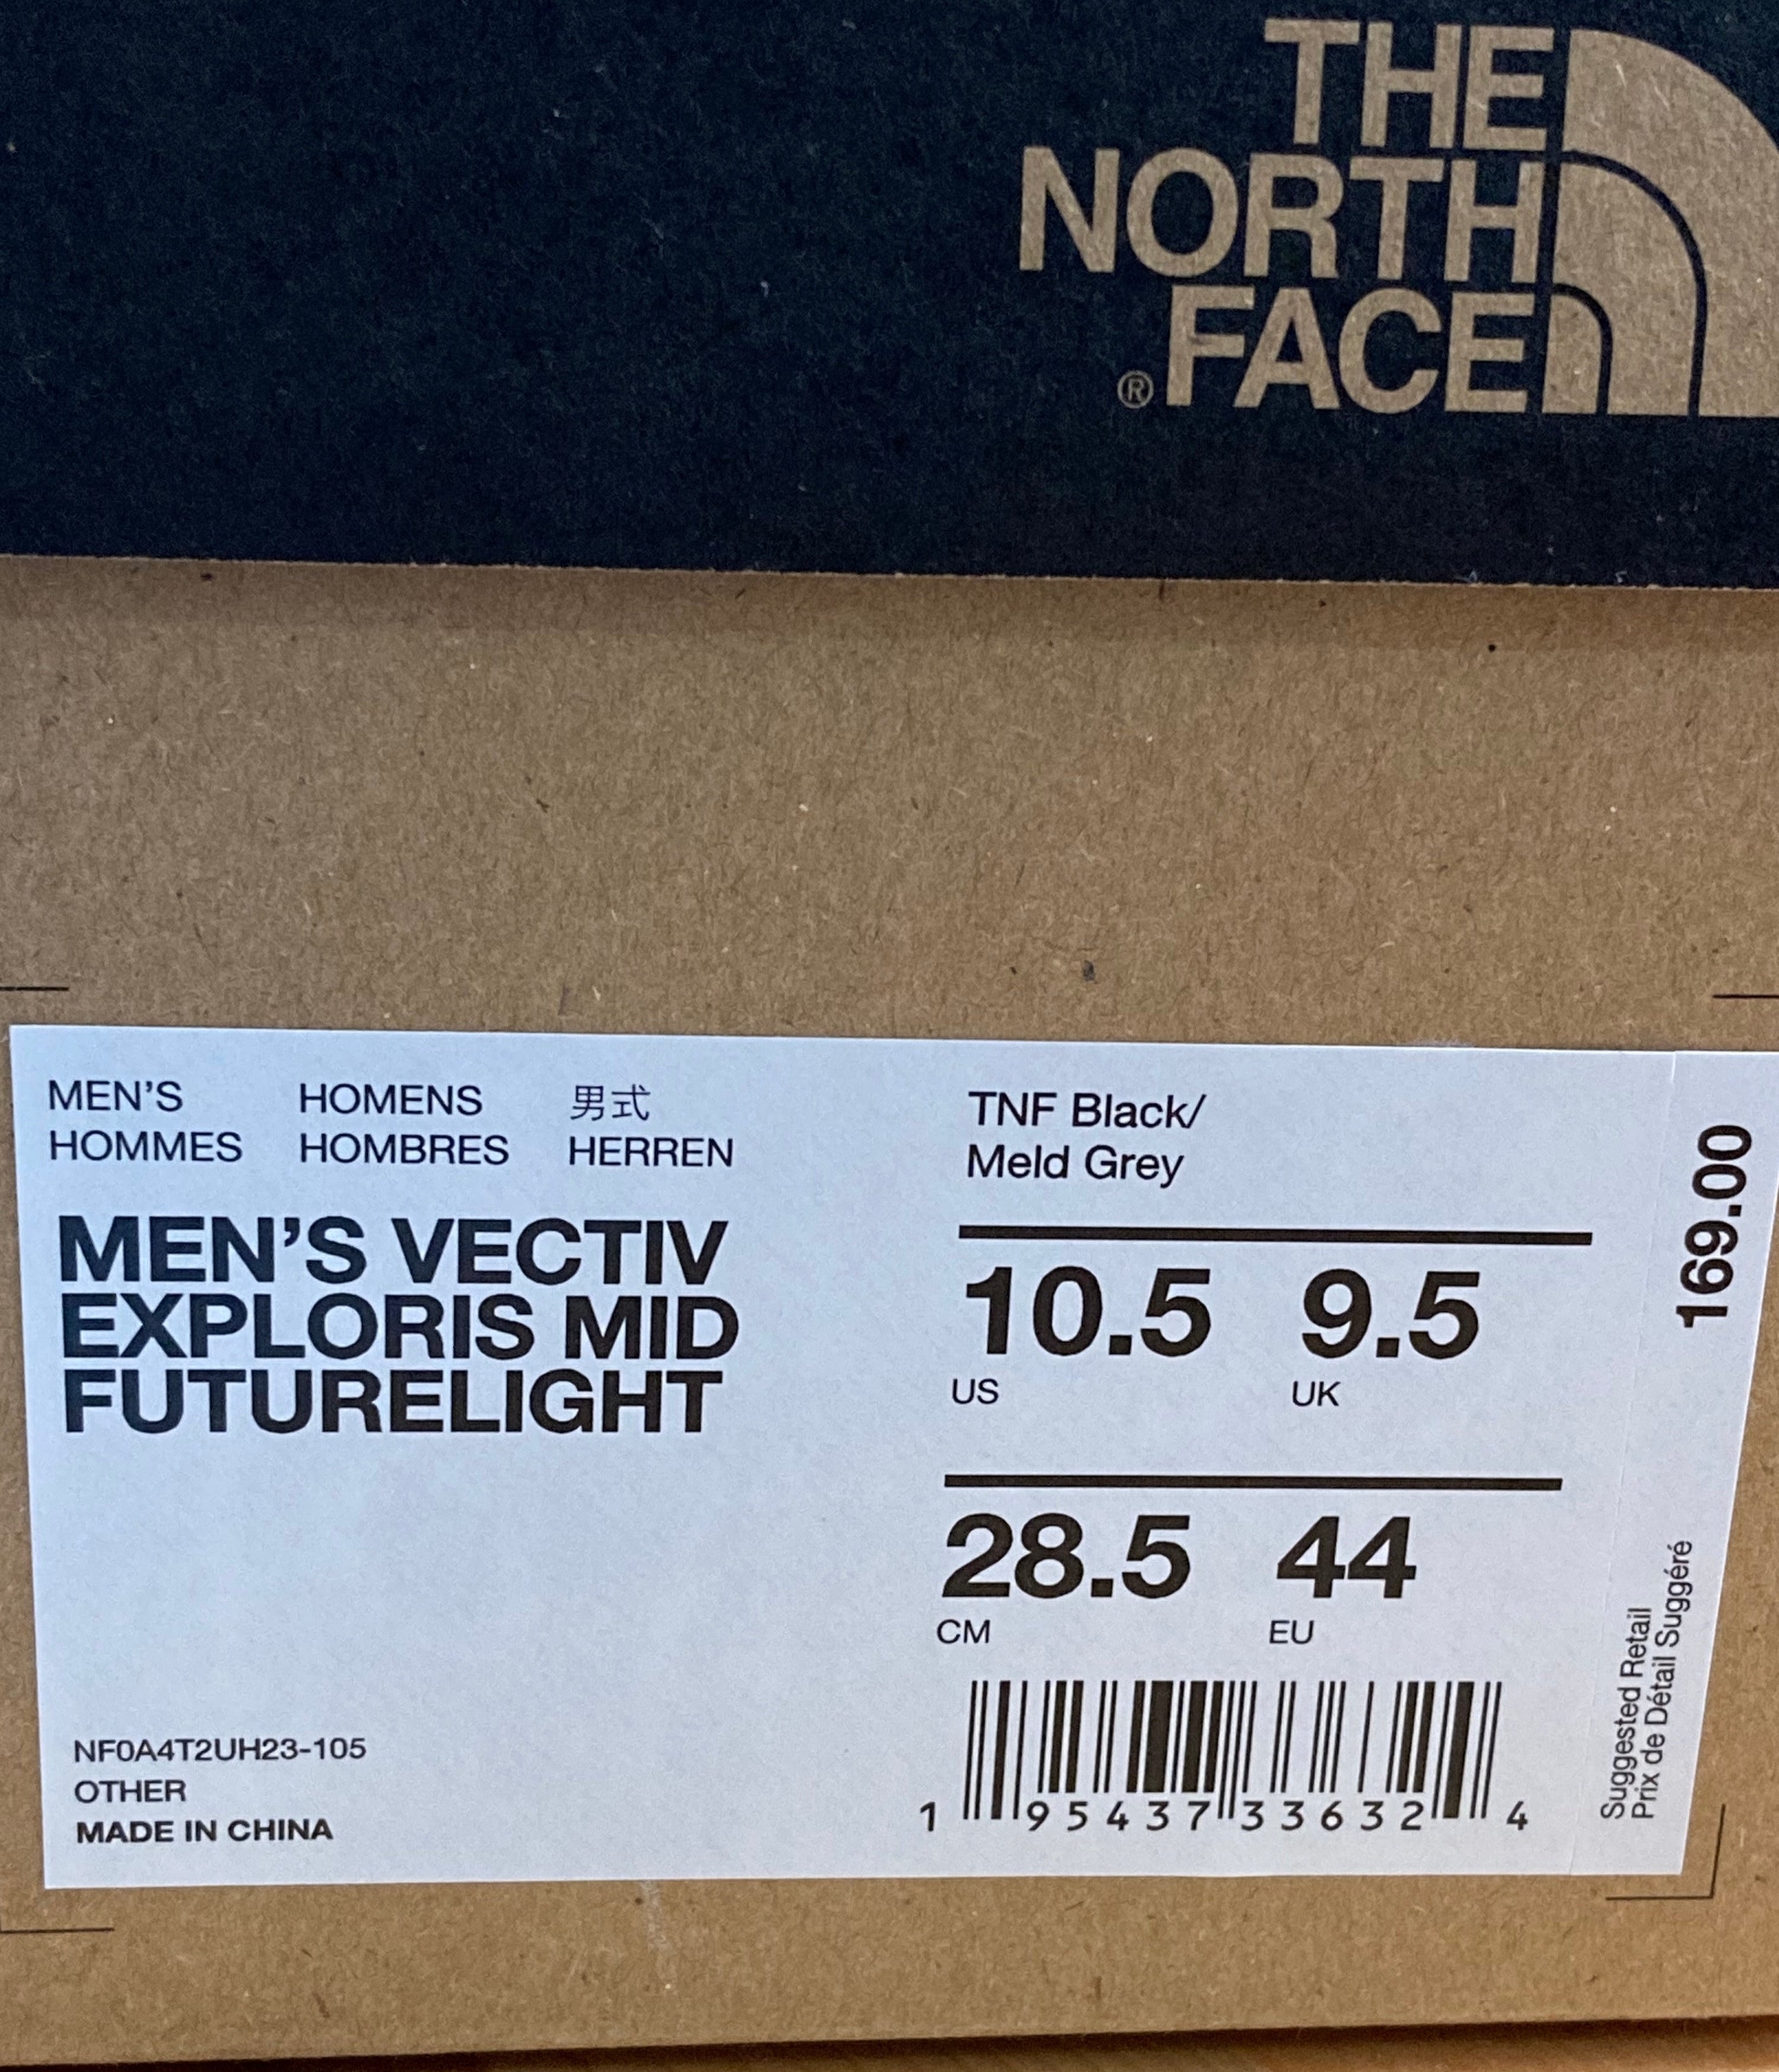 THE
NORTH
FACE
®
MEN'S HOMENS 男式
HOMMES HOMBRES HERREN
MEN'S VECTIV
EXPLORIS MID
FUTURELIGHT
NF0A4T2UH23-105
OTHER
MADE IN CHINA
TNF Black/
Meld Grey
10.5 9.5
US UK
28.5 44
CM EU
1 95437 33632 4
169.00
Suggested Retail
Prix de Détail Suggéré